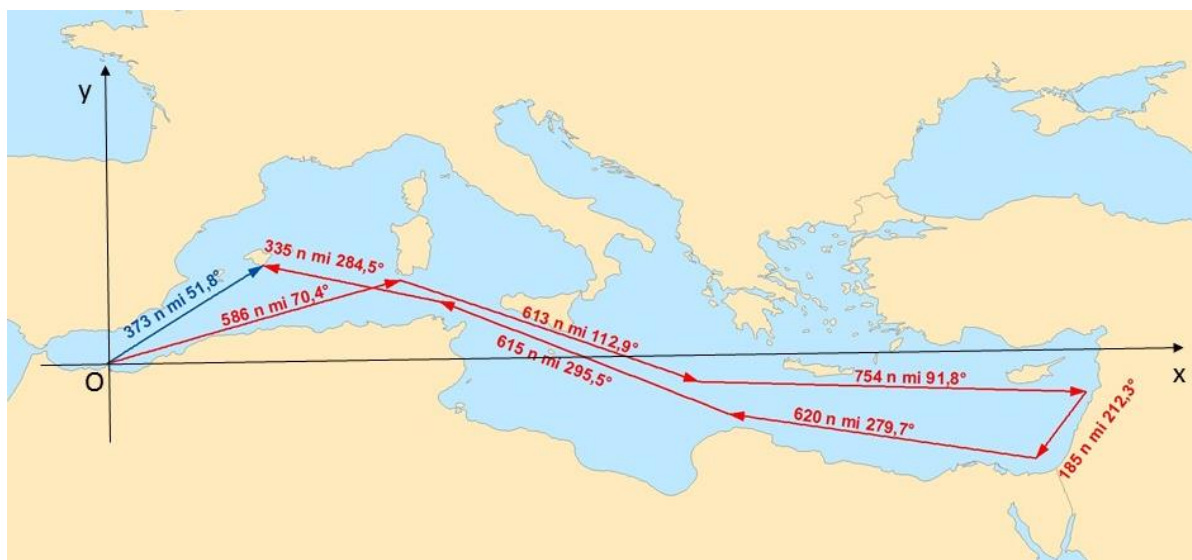 y
335 n mi 284,5°
373 n mi 51,8°
586 n mi 70,4°
613 n mi 112,9°
615 n mi 295,5°
754 n mi 91,8°
620 n mi 279,7°
185 n mi 212,3°
O
x